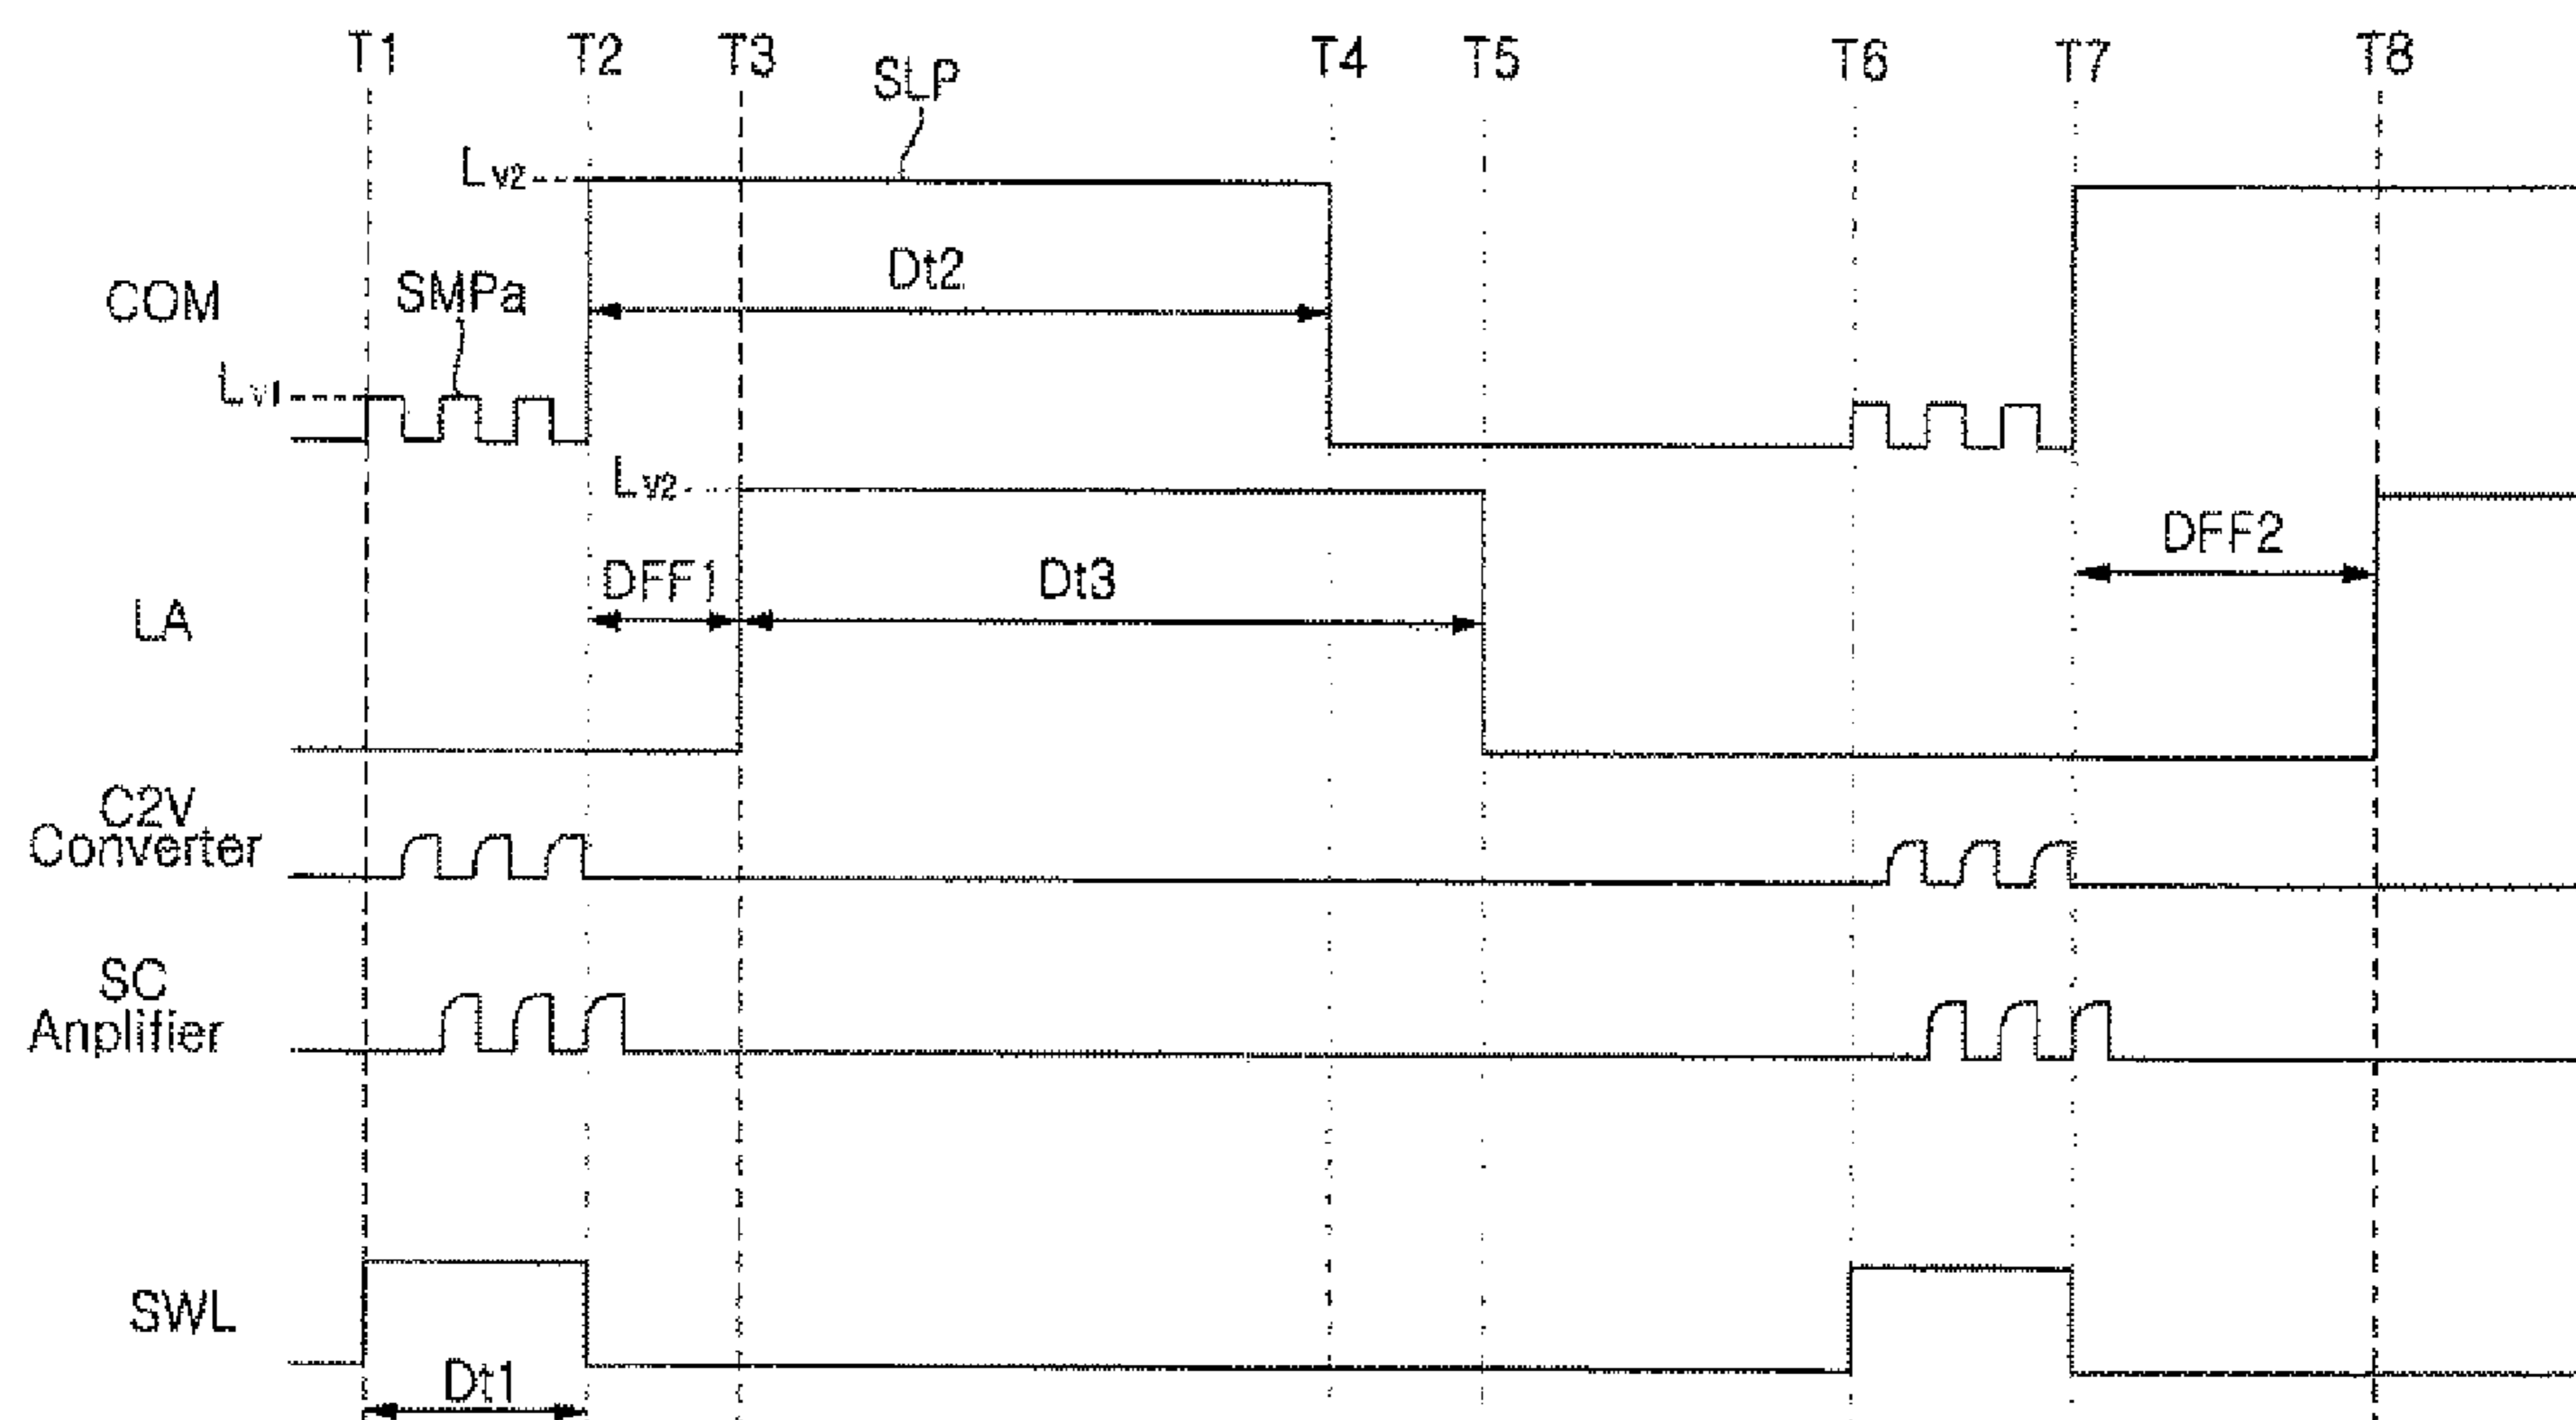 T1 T2 T3 T4 T5 T6 T7 T8
SLP
Lv2
COM
SMPa
Dt2
Lv1
Lv2
LA
DFF1
Dt3
DFF2
C2V
Converter
SC
Anplifier
SWL
Dt1